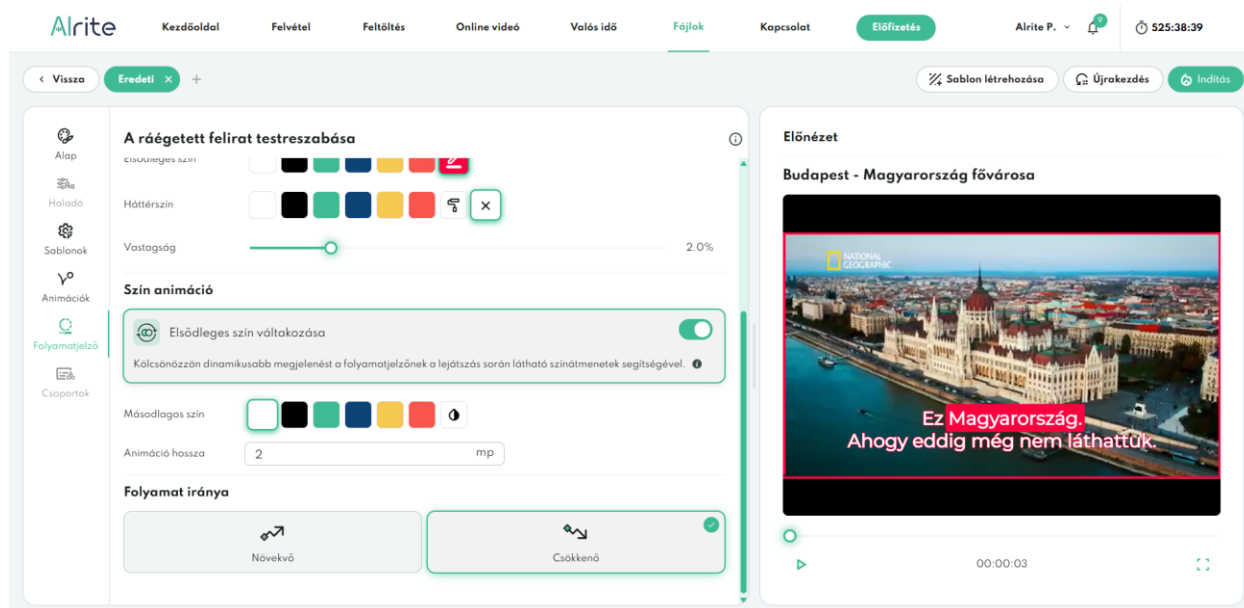 Alrite
Kezdőoldal
Felvétel
Feltöltés
Online videó
Valós idő
Fájlok
Kapcsolat
Előfizetés
Alrite P.
525:38:39
Vissza
Eredeti
Sablon létrehozása
Újrakezdés
Indítás
Alap
Haladó
Sablonok
Animációk
Folyamatjelző
Csoportok
A ráégetett felirat testreszabása
Elsődleges szín
Háttérszín
Vastagság
2.0%
Szín animáció
Elsődleges szín váltakozása
Kölcsönözzön dinamikusabb megjelenést a folyamatjelzőnek a lejátszás során látható színátmenetek segítségével.
Másodlagos szín
Animáció hossza
2 mp
Folyamat iránya
Növekvő
Csökkenő
Előnézet
Budapest - Magyarország fővárosa
NATIONAL
GEOGRAPHIC
Ez Magyarország.
Ahogy eddig még nem láthattuk.
00:00:03